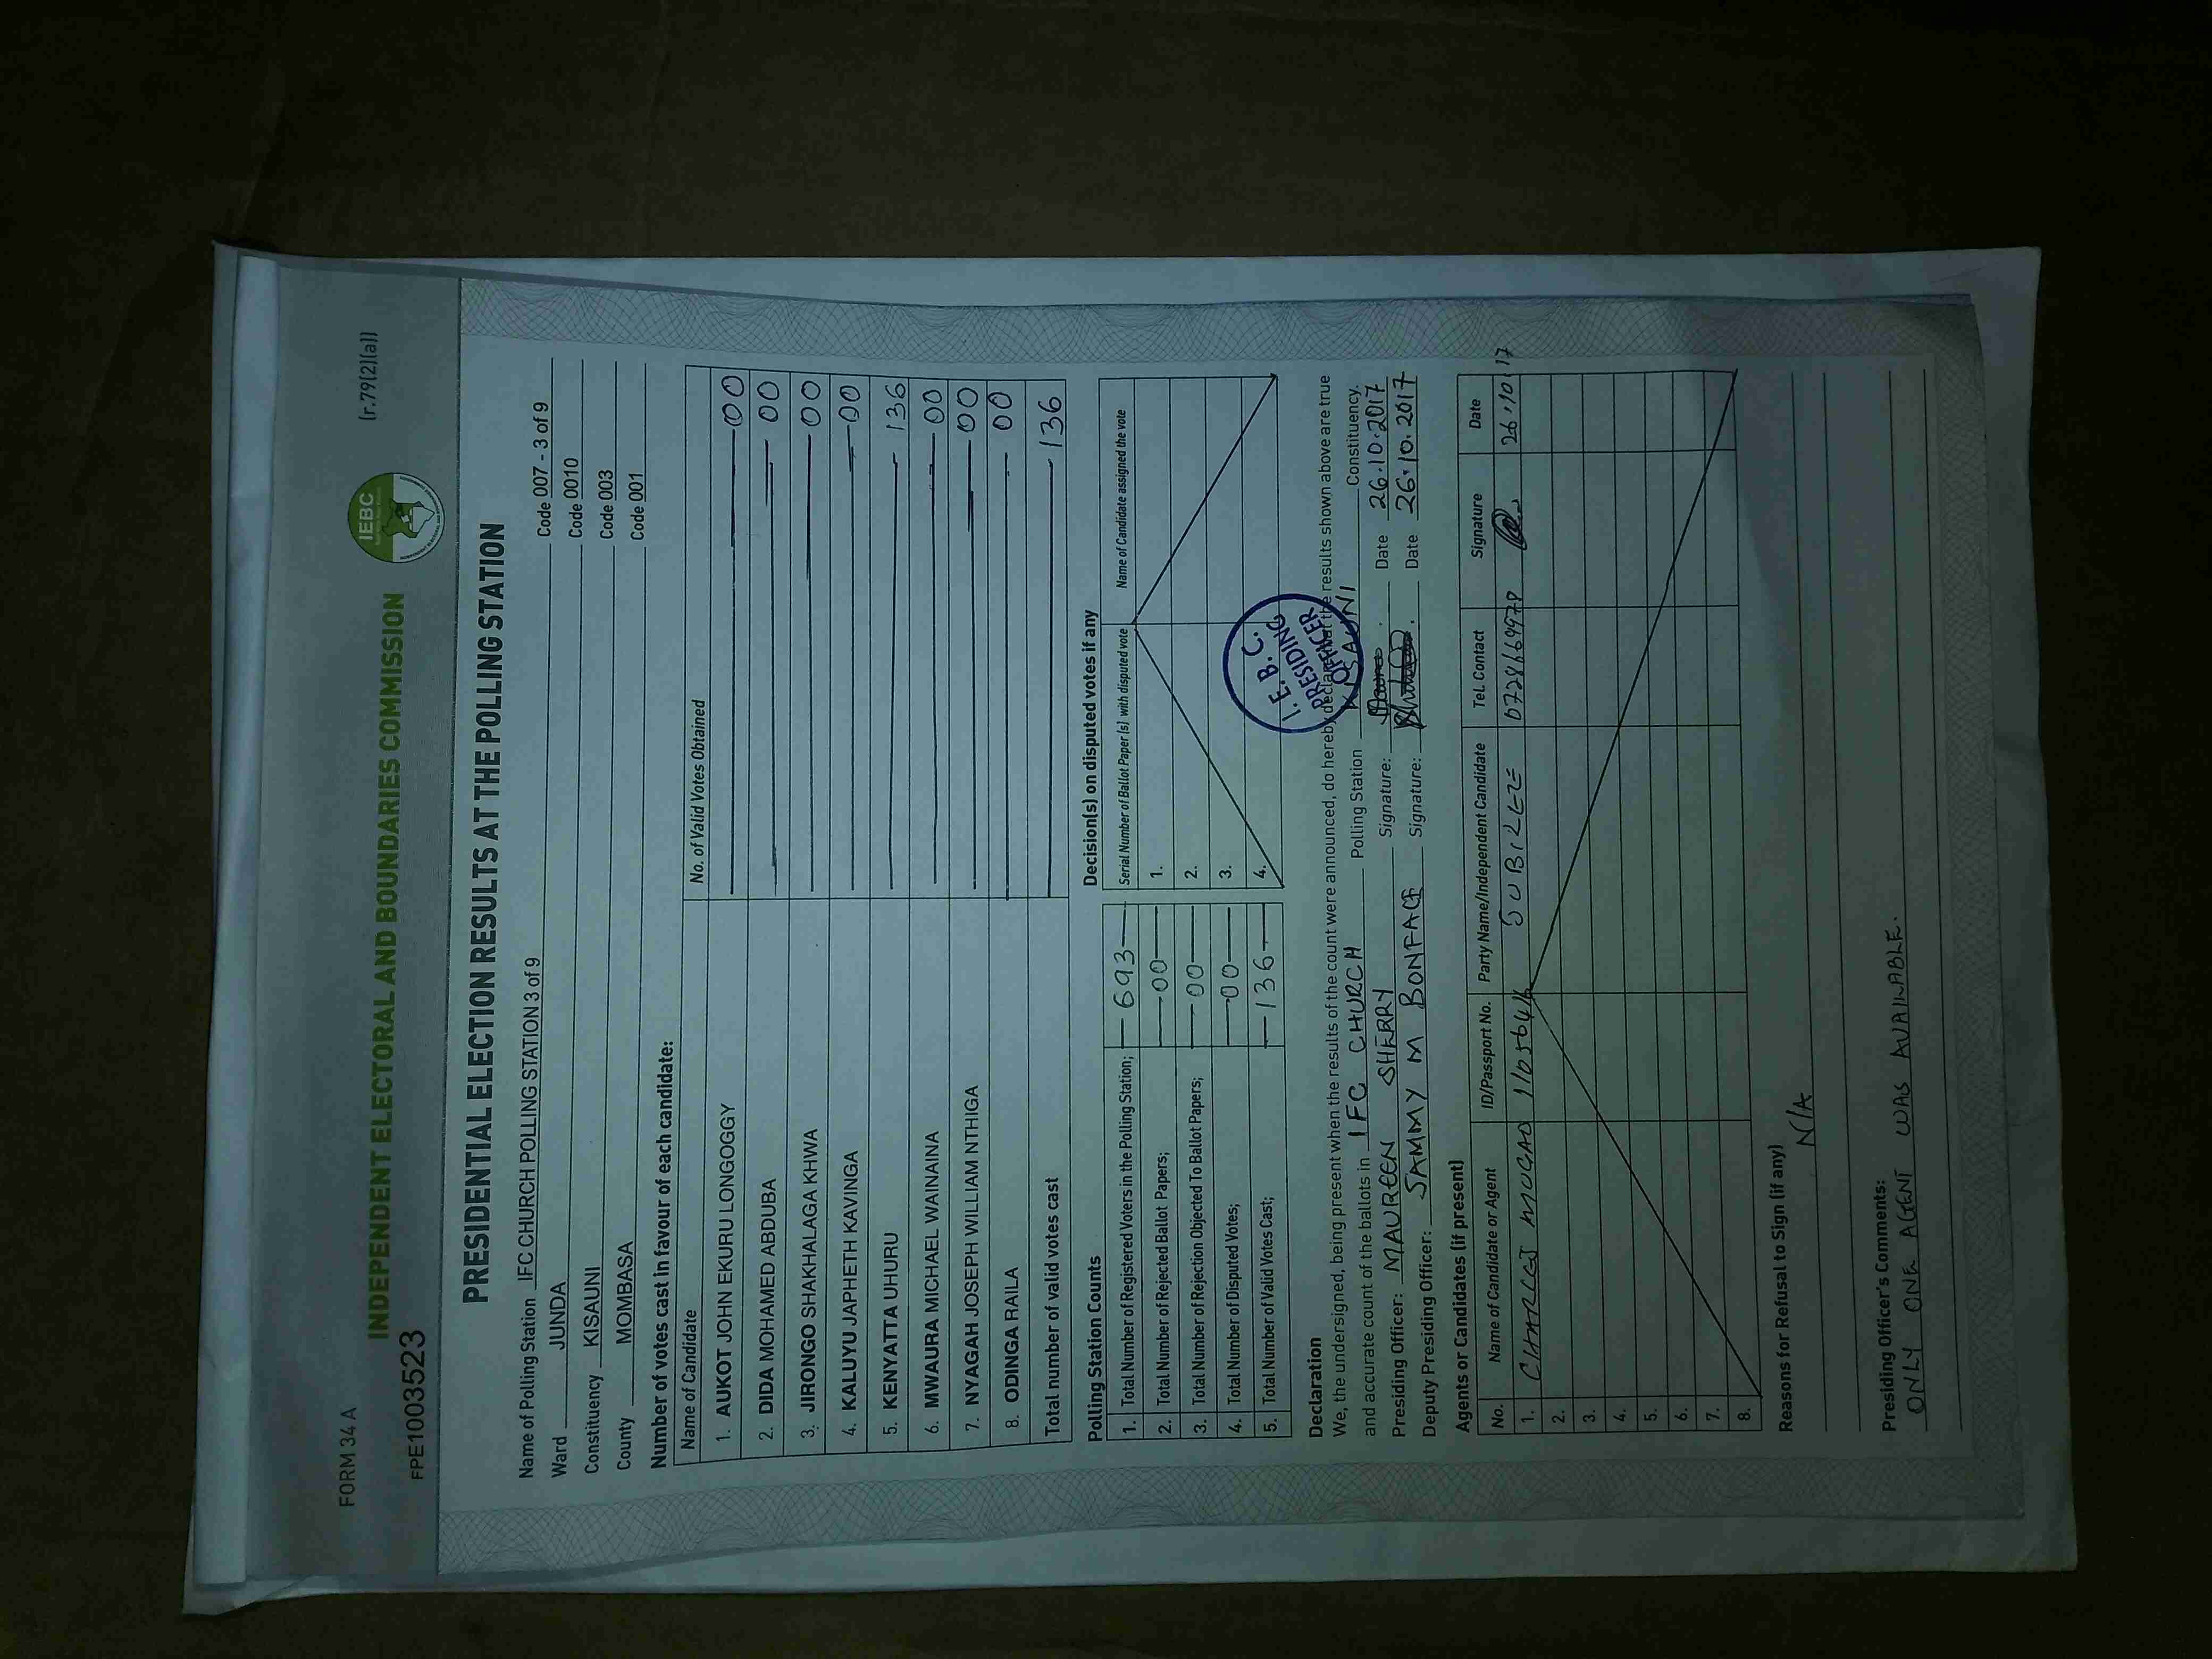 FORM 34 A
(r.79(2)(a))
IEBC
INDEPENDENT ELECTORAL AND BOUNDARIES COMMISSION
FPE1003523
PRESIDENTIAL ELECTION RESULTS AT THE POLLING STATION
Name of Polling Station IFC CHURCH POLLING STATION 3 of 9 Code 007 - 3 of 9
Ward JUNDA Code 0010
Constituency KISAUNI Code 003
County MOMBASA Code 001
Number of votes cast in favour of each candidate:
Name of Candidate No. of Valid Votes Obtained
1. AUKOT JOHN EKURU LONGOGGY 00
2. DIDA MOHAMED ABDUBA 00
3. JIRONGO SHAKHALAGA KHWA 00
4. KALUYU JAPHETH KAVINGA 00
5. KENYATTA UHURU 136
6. MWAURA MICHAEL WAINAINA 00
7. NYAGAH JOSEPH WILLIAM NTHIGA 00
8. ODINGA RAILA 00
Total number of valid votes cast 136
Polling Station Counts
1. Total Number of Registered Voters in the Polling Station; 693
2. Total Number of Rejected Ballot Papers; 00
3. Total Number of Rejection Objected To Ballot Papers; 00
4. Total Number of Disputed Votes; 00
5. Total Number of Valid Votes Cast; 136
Decision(s) on disputed votes if any
Serial Number of Ballot Paper (s) with disputed vote Name of Candidate assigned the vote
1.
2.
3.
4.
I.E.B.C.
PRESIDING
OFFICER
Declaration
We, the undersigned, being present when the results of the count were announced, do hereby declare that the results shown above are true
and accurate count of the ballots in IFC CHURCH Polling Station KISAUNI Constituency.
Presiding Officer: MAUREEN SHERRY Signature: Date 26.10.2017
Deputy Presiding Officer: SAMMY M BONFACE Signature: Date 26.10.2017
Agents or Candidates (if present)
No. Name of Candidate or Agent ID/Passport No. Party Name/Independent Candidate Tel. Contact Signature Date
1. CHARLES JUBILEE 26.10.17
2.
3.
4.
5.
6.
7.
8.
Reasons for Refusal to Sign (if any)
N/A
Presiding Officer's Comments:
ONLY ONE AGENT WAS AVAILABLE.